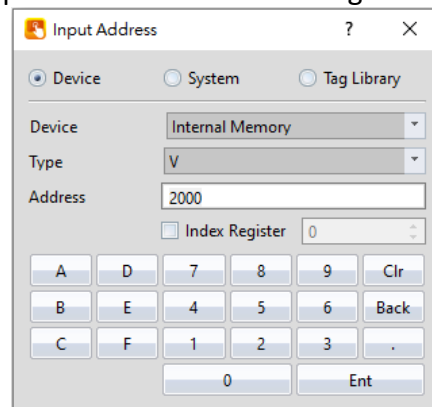 Input Address ? ×
Device System Tag Library
Device Internal Memory
Type V
Address 2000
Index Register 0
A D 7 8 9 Clr
B E 4 5 6 Back
C F 1 2 3 .
0 Ent